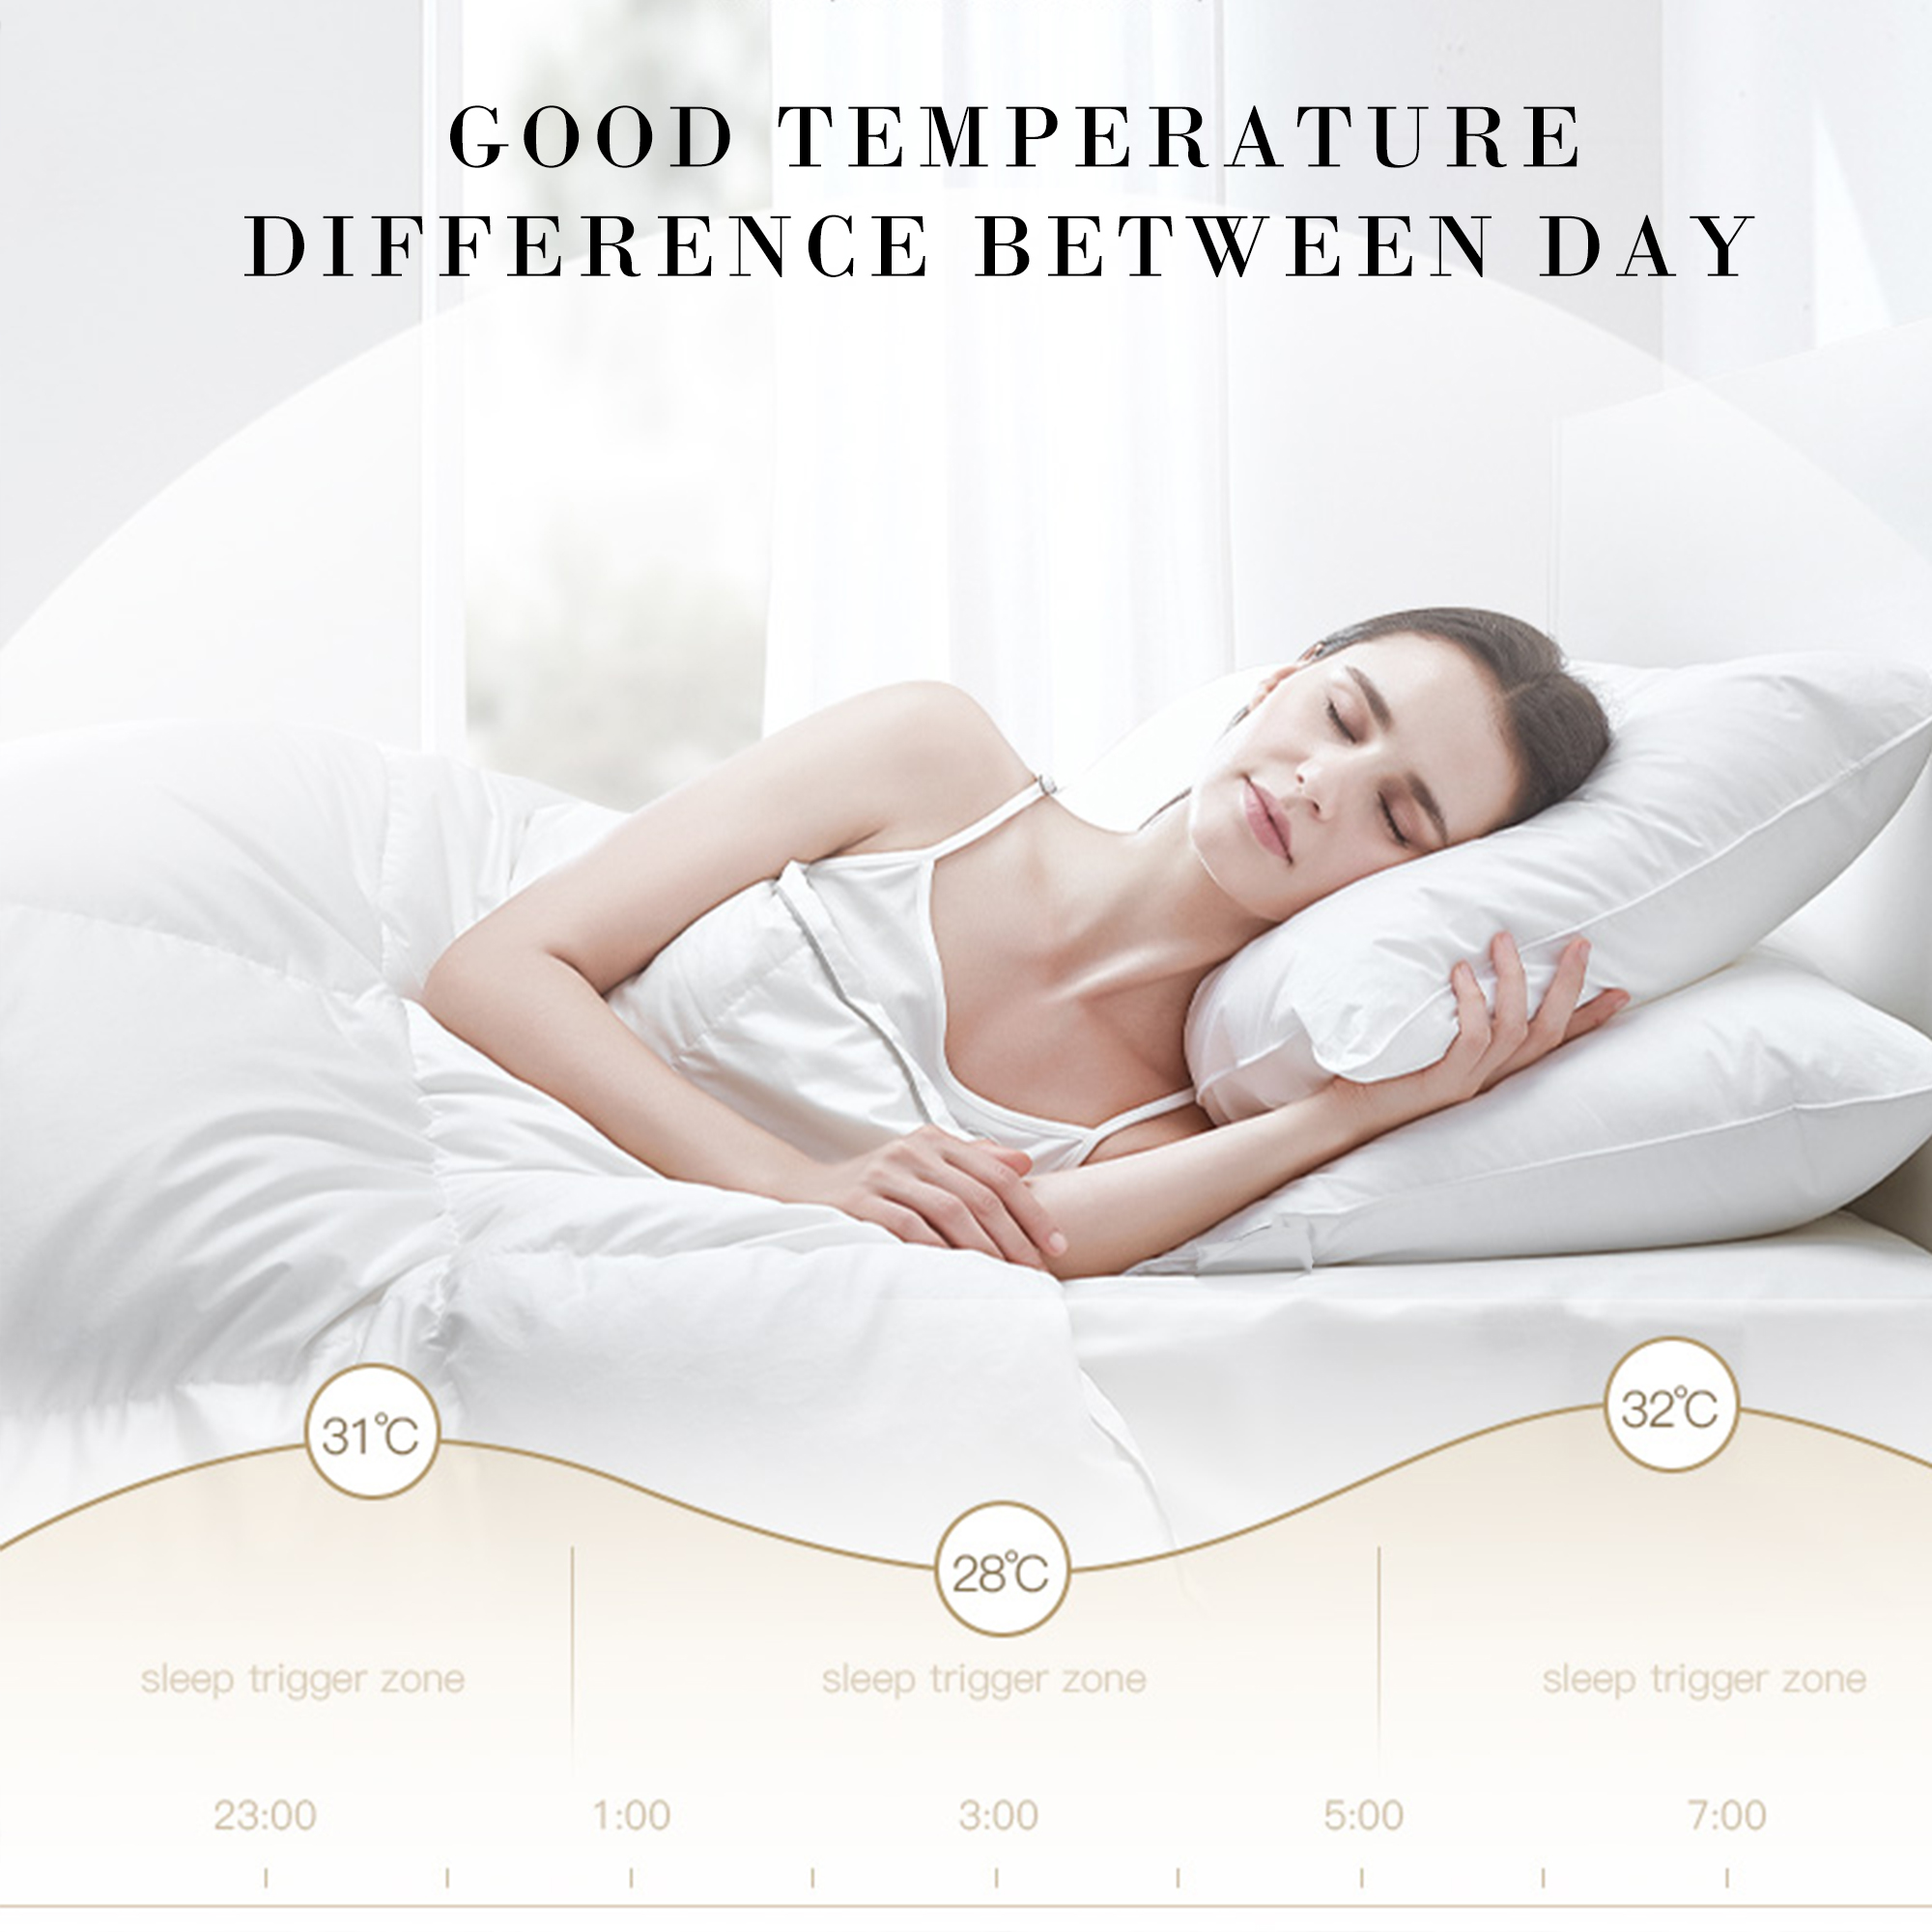 GOOD TEMPERATURE
DIFFERENCE BETWEEN DAY
31℃
28℃
32℃
sleep trigger zone
sleep trigger zone
sleep trigger zone
23:00
1:00
3:00
5:00
7:00